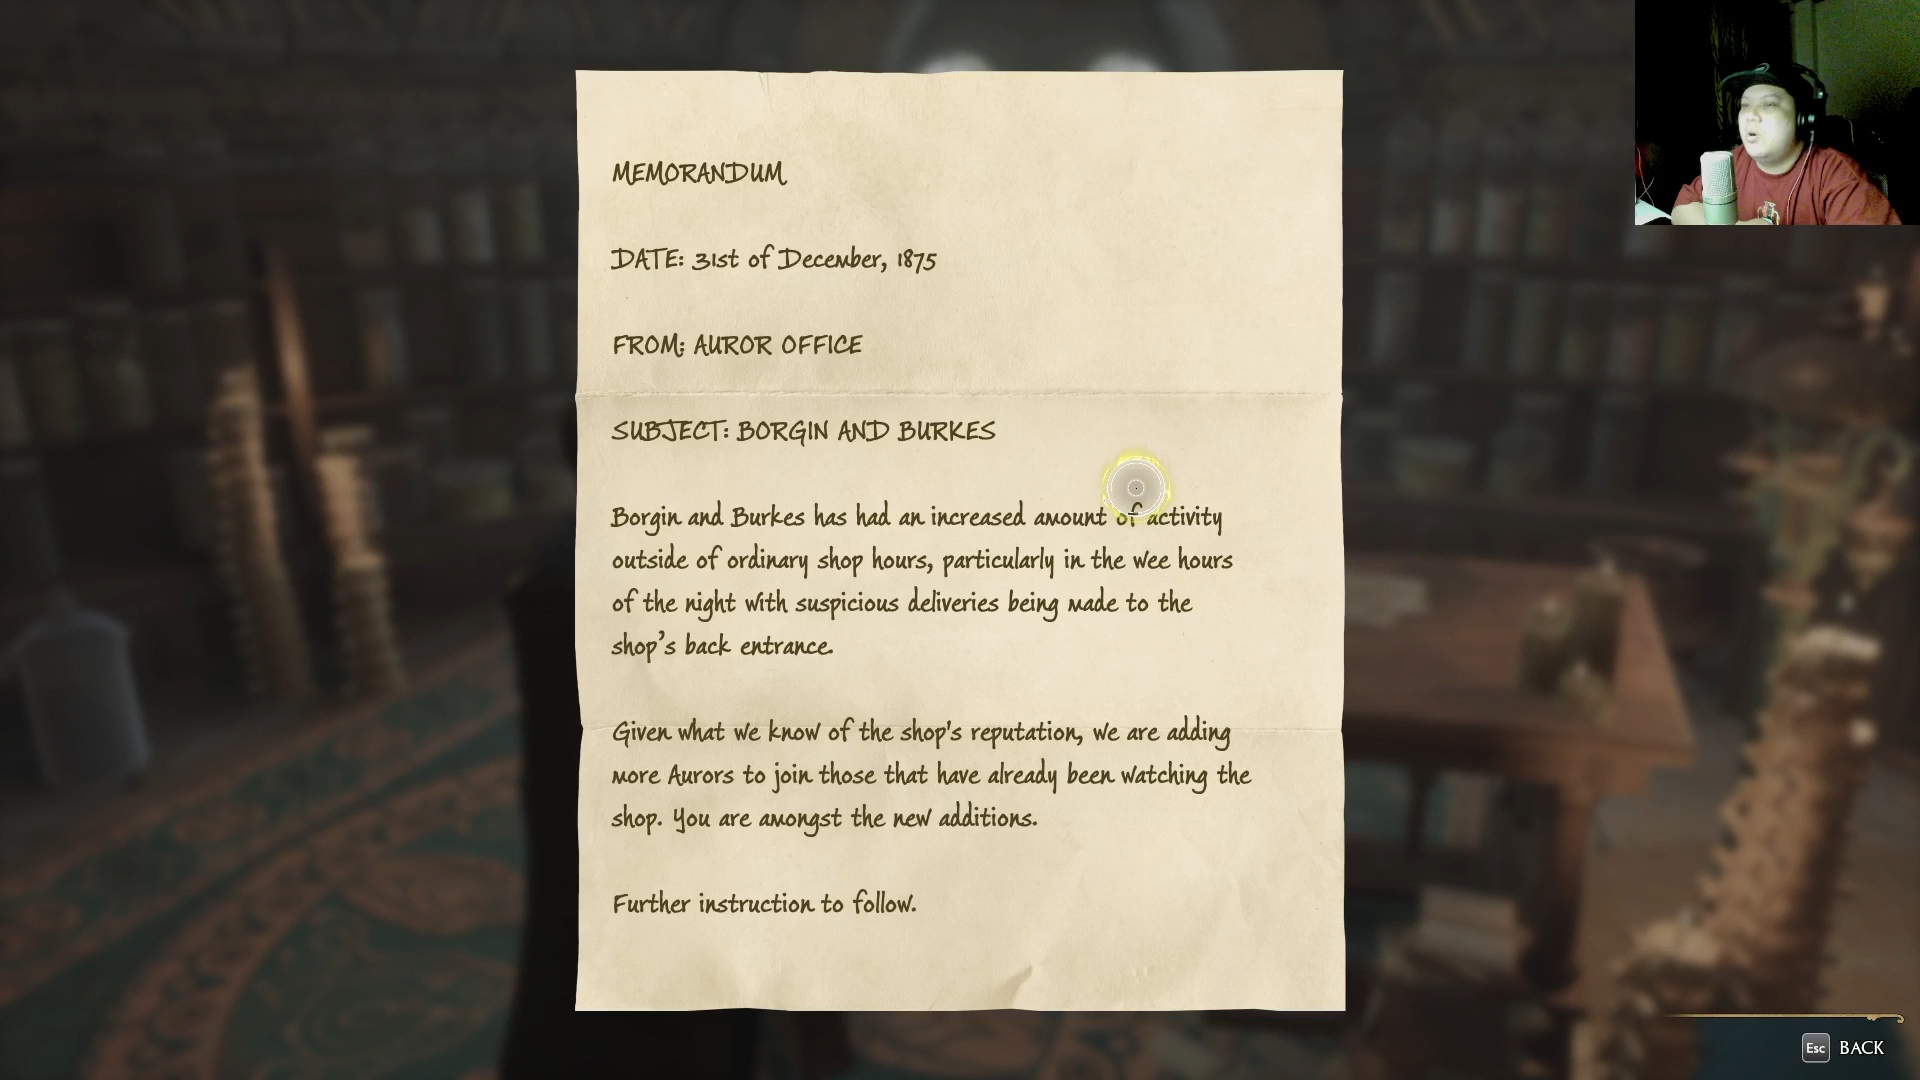 MEMORANDUM
DATE: 31st of December, 1875
FROM: AUROR OFFICE
SUBJECT: BORGIN AND BURKES
Borgin and Burkes has had an increased amount of activity
outside of ordinary shop hours, particularly in the wee hours
of the night with suspicious deliveries being made to the
shop’s back entrance.
Given what we know of the shop's reputation, we are adding
more Aurors to join those that have already been watching the
shop. You are amongst the new additions.
Further instruction to follow.
Esc BACK